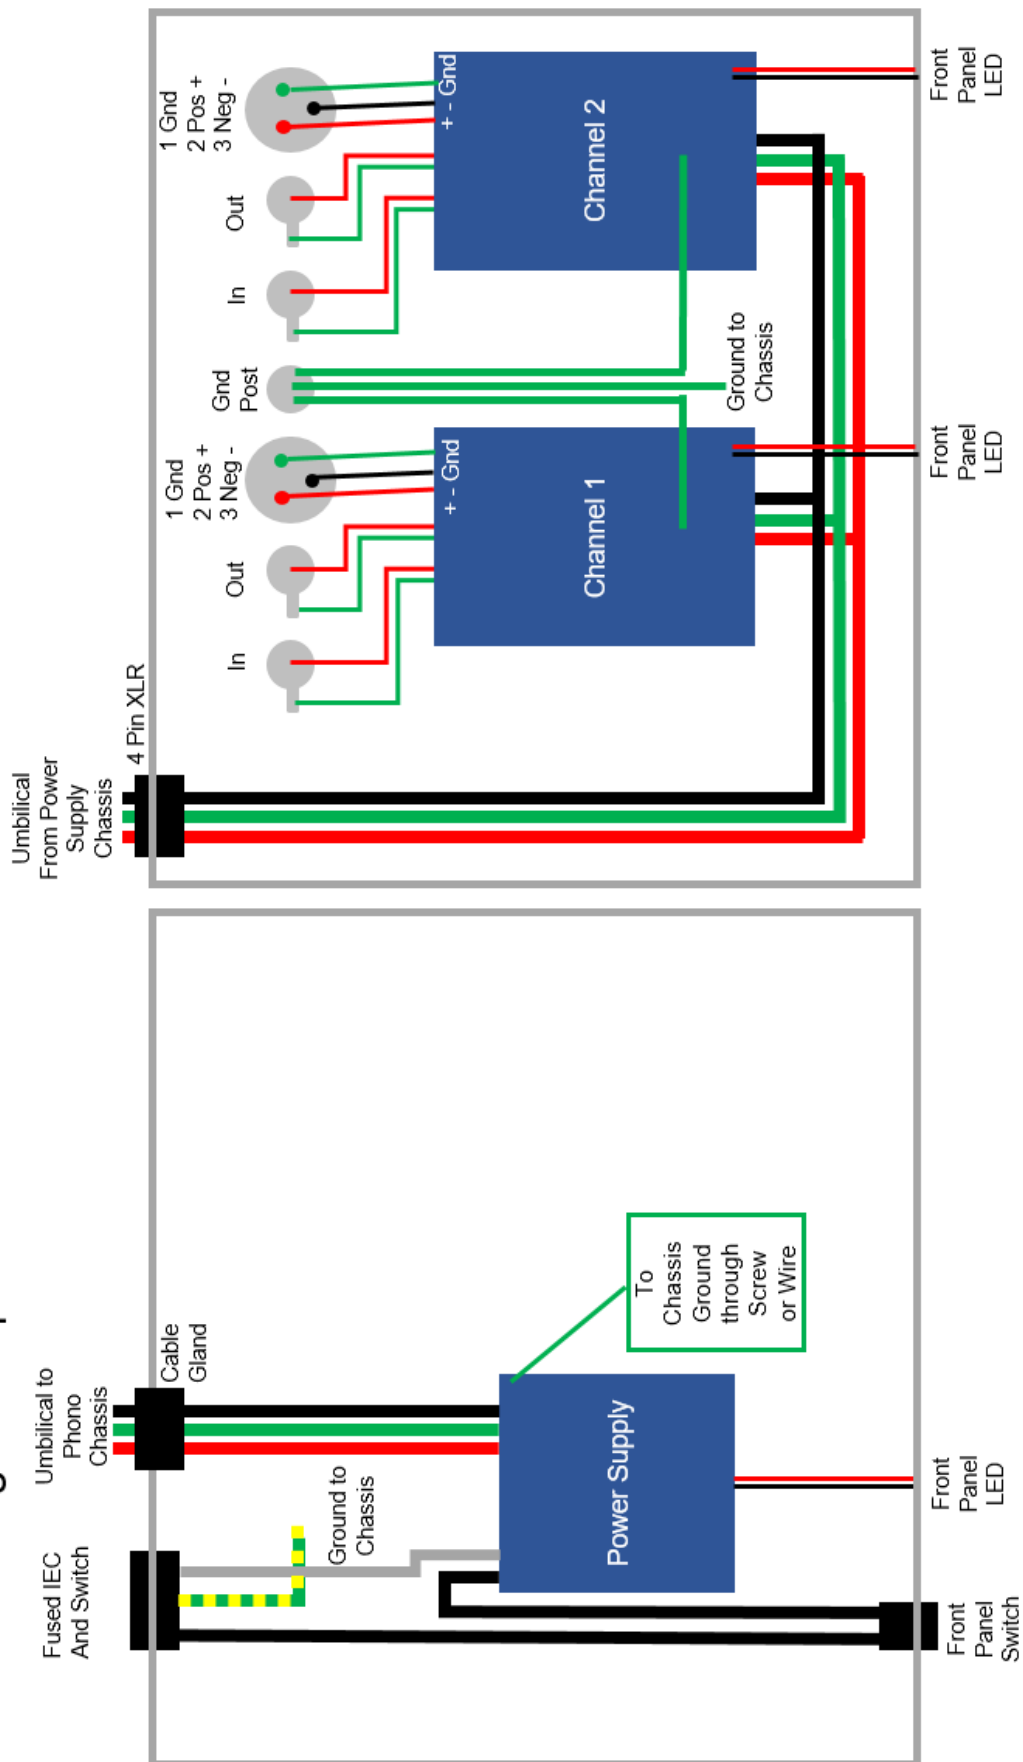 Fused IEC
And Switch
Umbilical to
Phono
Chassis
Cable
Gland
Ground to
Chassis
Power Supply
To
Chassis
Ground
through
Screw
or Wire
Front
Panel
Switch
Front
Panel
LED
Umbilical
From Power
Supply
Chassis
4 Pin XLR
In
Out
1 Gnd
2 Pos +
3 Neg -
Gnd
Post
In
Out
1 Gnd
2 Pos +
3 Neg -
+ - Gnd
Channel 1
+ - Gnd
Channel 2
Ground to
Chassis
Front
Panel
LED
Front
Panel
LED